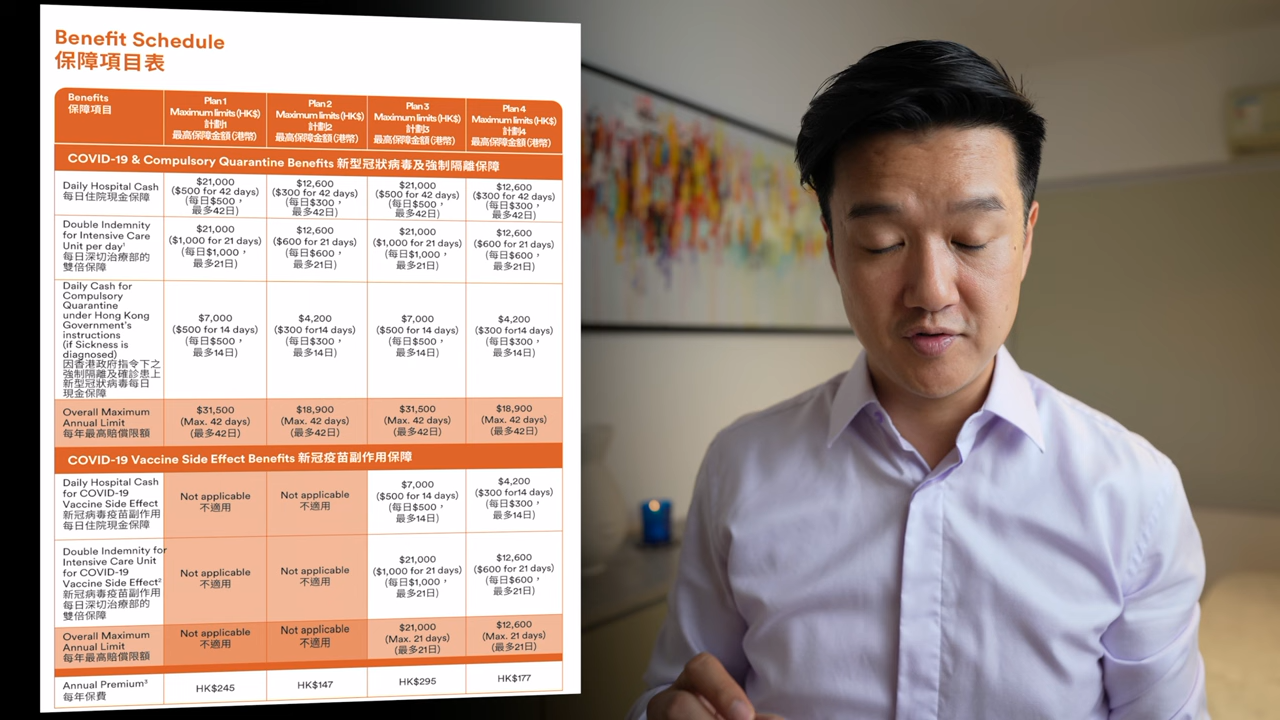 Benefit Schedule
保障項目表
Benefits
保障項目
Plan 1
Maximum limits (HK$)
計劃1
最高保障金額 (港幣)
Plan 2
Maximum limits (HK$)
計劃2
最高保障金額 (港幣)
Plan 3
Maximum limits (HK$)
計劃3
最高保障金額 (港幣)
Plan 4
Maximum limits (HK$)
計劃4
最高保障金額 (港幣)
COVID-19 & Compulsory Quarantine Benefits 新型冠狀病毒及強制隔離保障
Daily Hospital Cash
每日住院現金保障
$21,000
($500 for 42 days)
(每日$500，
最多42日)
$12,600
($300 for 42 days)
(每日$300，
最多42日)
$21,000
($500 for 42 days)
(每日$500，
最多42日)
$12,600
($300 for 42 days)
(每日$300，
最多42日)
Double Indemnity
for Intensive Care
Unit per day¹
每日深切治療部的
雙倍保障
$21,000
($1,000 for 21 days)
(每日$1,000，
最多21日)
$12,600
($600 for 21 days)
(每日$600，
最多21日)
$21,000
($1,000 for 21 days)
(每日$1,000，
最多21日)
$12,600
($600 for 21 days)
(每日$600，
最多21日)
Daily Cash for
Compulsory
Quarantine
under Hong Kong
Government's
instructions
(if Sickness is
diagnosed)
因香港政府指令下之
強制隔離及確診患上
新型冠狀病毒每日
現金保障
$7,000
($500 for 14 days)
(每日$500，
最多14日)
$4,200
($300 for14 days)
(每日$300，
最多14日)
$7,000
($500 for 14 days)
(每日$500，
最多14日)
$4,200
($300 for14 days)
(每日$300，
最多14日)
Overall Maximum
Annual Limit
每年最高賠償限額
$31,500
(Max. 42 days)
(最多42日)
$18,900
(Max. 42 days)
(最多42日)
$31,500
(Max. 42 days)
(最多42日)
$18,900
(Max. 42 days)
(最多42日)
COVID-19 Vaccine Side Effect Benefits 新冠疫苗副作用保障
Daily Hospital Cash
for COVID-19
Vaccine Side Effect
新冠病毒疫苗副作用
每日住院現金保障
Not applicable
不適用
Not applicable
不適用
$7,000
($500 for 14 days)
(每日$500，
最多14日)
$4,200
($300 for14 days)
(每日$300，
最多14日)
Double Indemnity for
Intensive Care Unit
for COVID-19
Vaccine Side Effect²
新冠病毒疫苗副作用
每日深切治療部的
雙倍保障
Not applicable
不適用
Not applicable
不適用
$21,000
($1,000 for 21 days)
(每日$1,000，
最多21日)
$12,600
($600 for 21 days)
(每日$600，
最多21日)
Overall Maximum
Annual Limit
每年最高賠償限額
Not applicable
不適用
Not applicable
不適用
$21,000
(Max. 21 days)
(最多21日)
$12,600
(Max. 21 days)
(最多21日)
Annual Premium³
每年保費
HK$245
HK$147
HK$295
HK$177